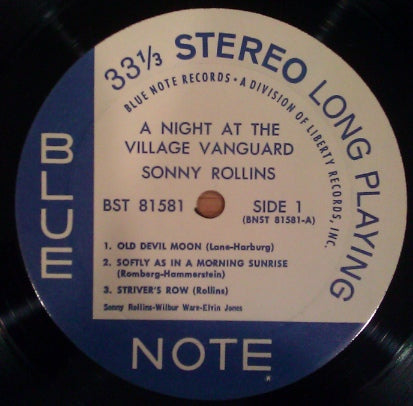 33 1/3 STEREO LONG PLAYING
BLUE NOTE RECORDS • A DIVISION OF LIBERTY RECORDS, INC.
A NIGHT AT THE
VILLAGE VANGUARD
SONNY ROLLINS
BST 81581 SIDE 1
(BNST 81581-A)
1. OLD DEVIL MOON (Lane-Harburg)
2. SOFTLY AS IN A MORNING SUNRISE
(Romberg-Hammerstein)
3. STRIVER'S ROW (Rollins)
Sonny Rollins-Wilbur Ware-Elvin Jones
BLUE
NOTE